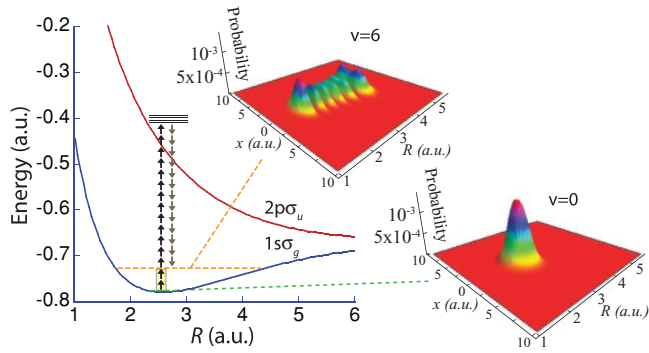 Energy (a.u.)
-0.2
-0.3
-0.4
-0.5
-0.6
-0.7
-0.8
1
2
3
4
5
6
R (a.u.)
2pσu
1sσg
v=6
Probability
10-3
5x10-4
10
5
0
5
10
x (a.u.)
1
2
3
4
5
R (a.u.)
v=0
Probability
10-3
5x10-4
10
5
0
5
10
x (a.u.)
1
2
3
4
5
R (a.u.)